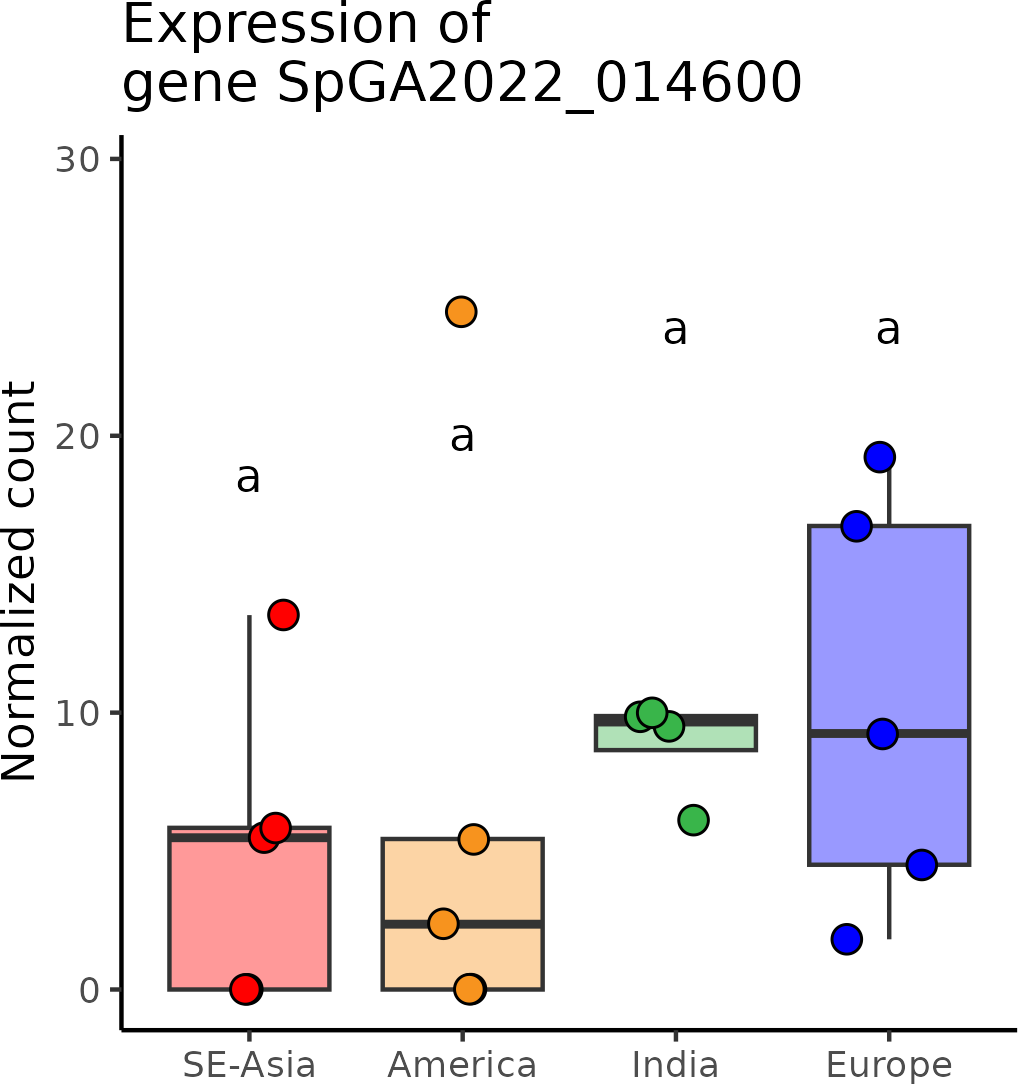 Expression of
gene SpGA2022_014600
Normalized count
30
20
10
0
a
a
a
a
SE-Asia
America
India
Europe